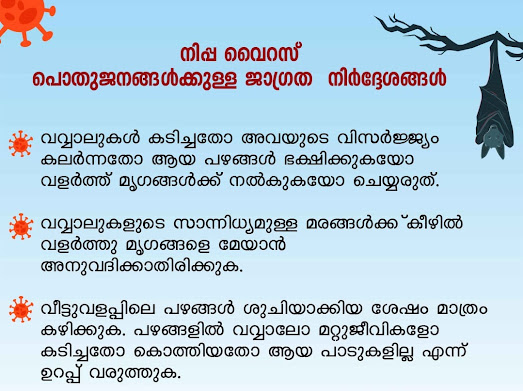 നിപ്പ വൈറസ്
പൊതുജനങ്ങൾക്കുള്ള ജാഗ്രത നിർദ്ദേശങ്ങൾ
വവ്വാലുകൾ കടിച്ചതോ അവയുടെ വിസർജ്ജ്യം
കലർന്നതോ ആയ പഴങ്ങൾ ഭക്ഷിക്കുകയോ
വളർത്ത് മൃഗങ്ങൾക്ക് നൽകുകയോ ചെയ്യരുത്.
വവ്വാലുകളുടെ സാന്നിധ്യമുള്ള മരങ്ങൾക്ക് കീഴിൽ
വളർത്തു മൃഗങ്ങളെ മേയാൻ
അനുവദിക്കാതിരിക്കുക.
വീട്ടുവളപ്പിലെ പഴങ്ങൾ ശുചിയാക്കിയ ശേഷം മാത്രം
കഴിക്കുക. പഴങ്ങളിൽ വവ്വാലോ മറ്റുജീവികളോ
കടിച്ചതോ കൊത്തിയതോ ആയ പാടുകളില്ല എന്ന്
ഉറപ്പ് വരുത്തുക.